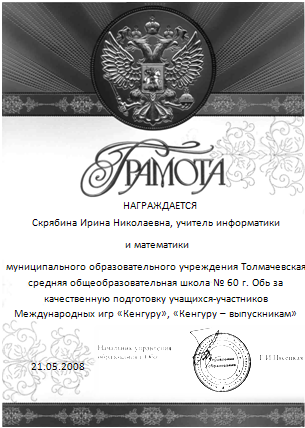 ГРАМОТА
НАГРАЖДАЕТСЯ
Скрябина Ирина Николаевна, учитель информатики
и математики
муниципального образовательного учреждения Толмачевская
средняя общеобразовательная школа № 60 г. Обь за
качественную подготовку учащихся-участников
Международных игр «Кенгуру», «Кенгуру – выпускникам»
Начальник управления
образования г. Оби
21.05.2008